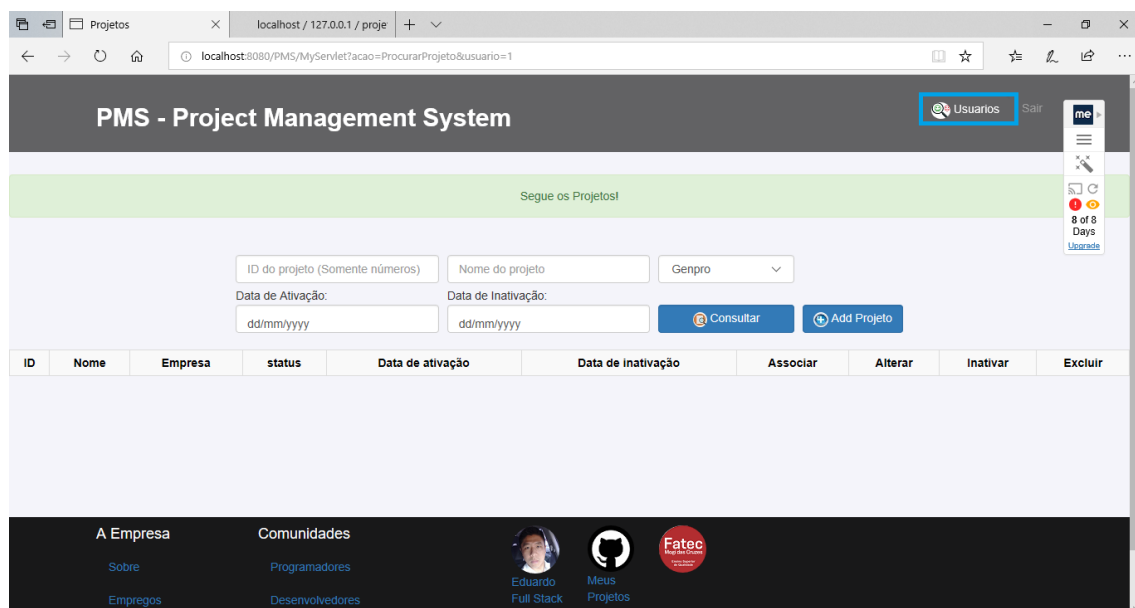 Projetos
localhost / 127.0.0.1 / proje
localhost:8080/PMS/MyServlet?acao=ProcurarProjeto&usuario=1
PMS - Project Management System
Usuarios
Sair
me
Segue os Projetos!
8 of 8
Days
Upgrade
ID do projeto (Somente números)
Nome do projeto
Genpro
Data de Ativação:
Data de Inativação:
dd/mm/yyyy
dd/mm/yyyy
Consultar
Add Projeto
ID Nome Empresa status Data de ativação Data de inativação Associar Alterar Inativar Excluir
A Empresa
Comunidades
Sobre
Programadores
Empregos
Desenvolvedores
Eduardo
Full Stack
Meus
Projetos
Fatec
Mogi das Cruzes